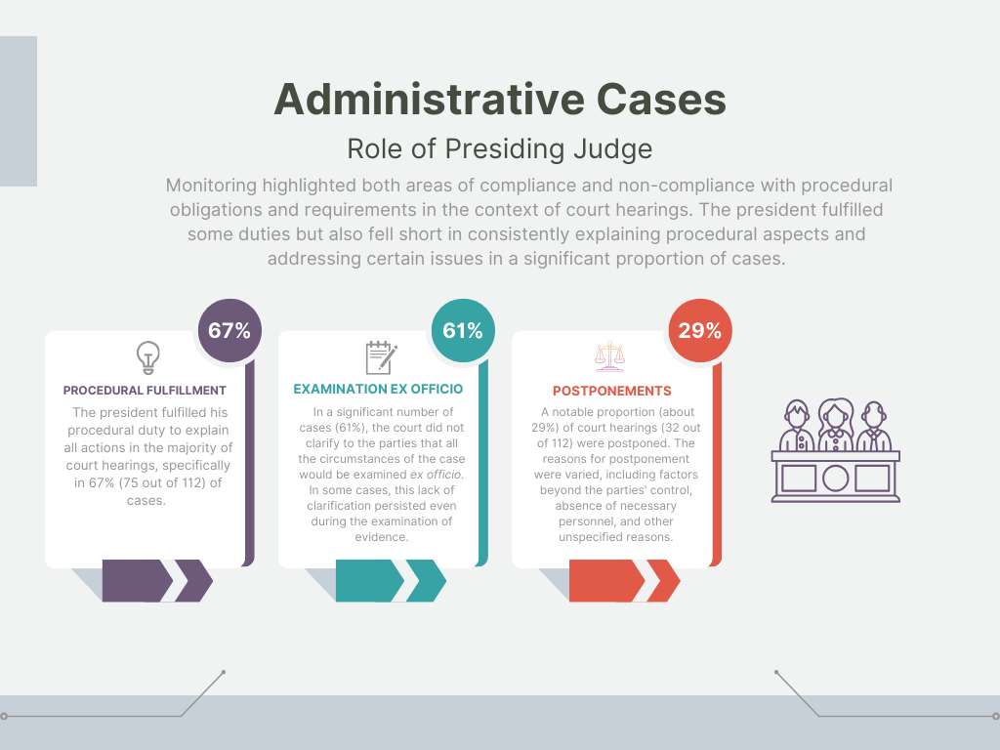 Administrative Cases
Role of Presiding Judge
Monitoring highlighted both areas of compliance and non-compliance with procedural
obligations and requirements in the context of court hearings. The president fulfilled
some duties but also fell short in consistently explaining procedural aspects and
addressing certain issues in a significant proportion of cases.
67%
PROCEDURAL FULFILLMENT
The president fulfilled his
procedural duty to explain
all actions in the majority of
court hearings, specifically
in 67% (75 out of 112) of
cases.
61%
EXAMINATION EX OFFICIO
In a significant number of
cases (61%), the court did not
clarify to the parties that all
the circumstances of the case
would be examined ex officio.
In some cases, this lack of
clarification persisted even
during the examination of
evidence.
29%
POSTPONEMENTS
A notable proportion (about
29%) of court hearings (32 out
of 112) were postponed. The
reasons for postponement
were varied, including factors
beyond the parties' control,
absence of necessary
personnel, and other
unspecified reasons.